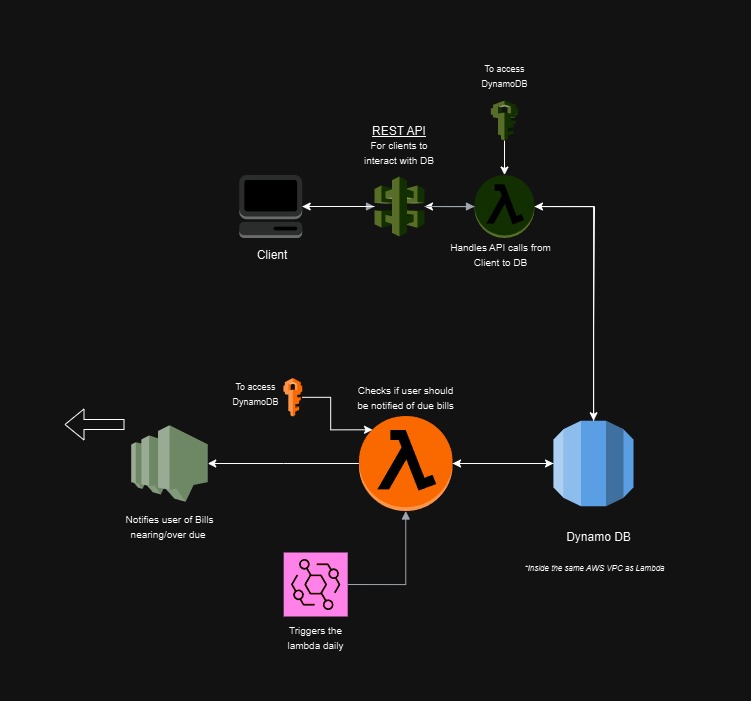 To access
DynamoDB
REST API
For clients to
interact with DB
Client
Handles API calls from
Client to DB
To access
DynamoDB
Checks if user should
be notified of due bills
Notifies user of Bills
nearing/over due
Dynamo DB
*Inside the same AWS VPC as Lambda
Triggers the
lambda daily